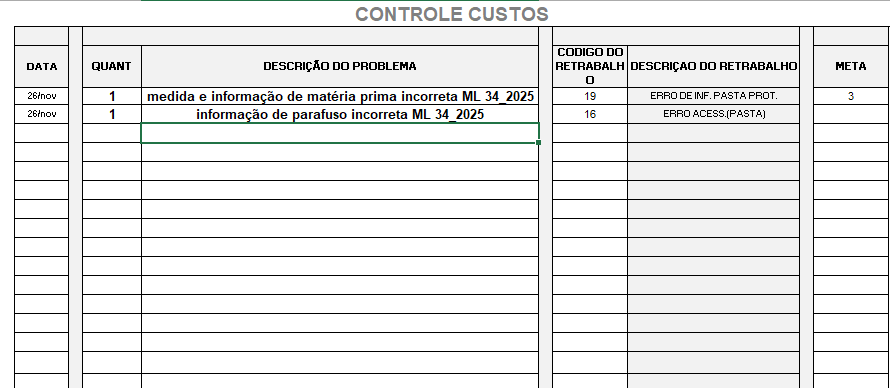 CONTROLE CUSTOS
DATA QUANT DESCRIÇÃO DO PROBLEMA CODIGO DO RETRABALHO DESCRIÇAO DO RETRABALHO META
26/nov 1 medida e informação de matéria prima incorreta ML 34_2025 19 ERRO DE INF. PASTA PROT. 3
26/nov 1 informação de parafuso incorreta ML 34_2025 16 ERRO ACESS.(PASTA)